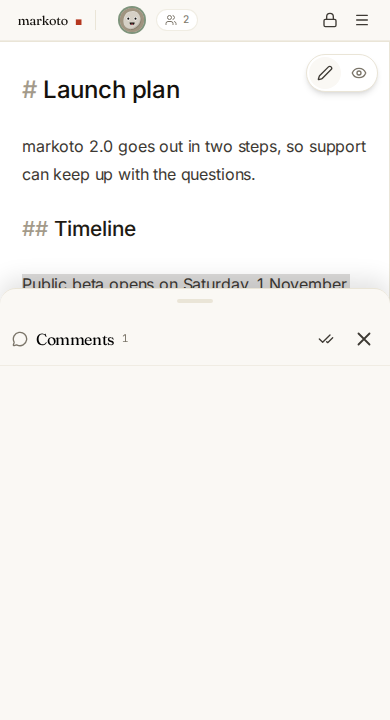 markoto
2
# Launch plan
markoto 2.0 goes out in two steps, so support
can keep up with the questions.
## Timeline
Public beta opens on Saturday, 1 November
Comments 1